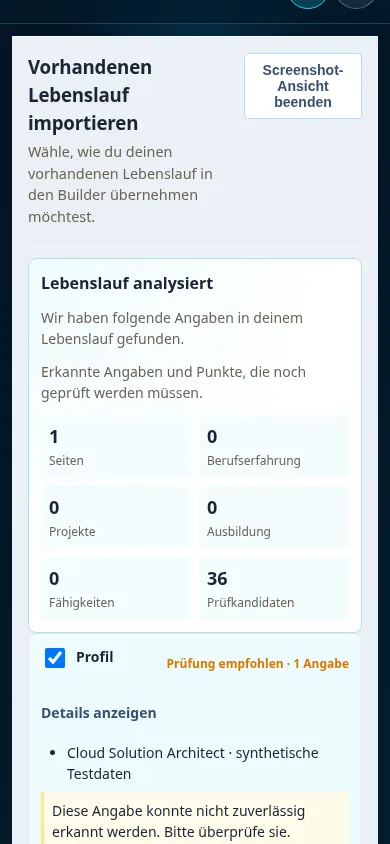 Vorhandenen
Lebenslauf
importieren
Screenshot-
Ansicht
beenden
Wähle, wie du deinen
vorhandenen Lebenslauf in
den Builder übernehmen
möchtest.
Lebenslauf analysiert
Wir haben folgende Angaben in deinem
Lebenslauf gefunden.
Erkannte Angaben und Punkte, die noch
geprüft werden müssen.
1
Seiten
0
Berufserfahrung
0
Projekte
0
Ausbildung
0
Fähigkeiten
36
Prüfkandidaten
Profil
Prüfung empfohlen · 1 Angabe
Details anzeigen
• Cloud Solution Architect · synthetische
Testdaten
Diese Angabe konnte nicht zuverlässig
erkannt werden. Bitte überprüfe sie.